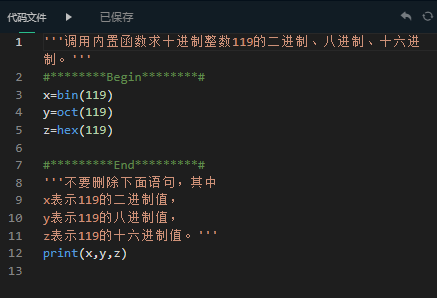 代码文件 已保存
1 '''调用内置函数求十进制整数119的二进制、八进制、十六进
制。'''
2 #********Begin********#
3 x=bin(119)
4 y=oct(119)
5 z=hex(119)
6
7 #*********End*********#
8 '''不要删除下面语句，其中
9 x表示119的二进制值，
10 y表示119的八进制值，
11 z表示119的十六进制值。'''
12 print(x,y,z)
13